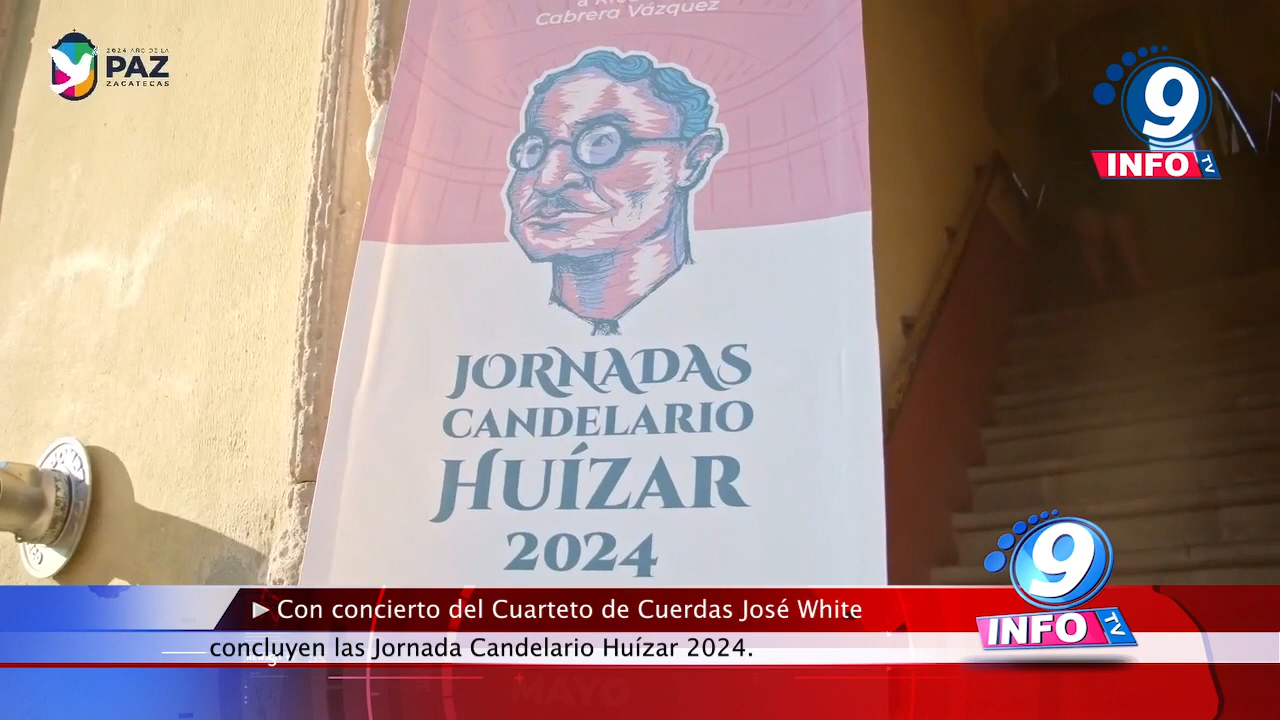 Cabrera Vázquez
2024 AÑO DE LA
PAZ
ZACATECAS
9
INFO TV
JORNADAS
CANDELARIO
HUÍZAR
2024
9
INFO TV
►Con concierto del Cuarteto de Cuerdas José White
concluyen las Jornada Candelario Huízar 2024.
MAYO